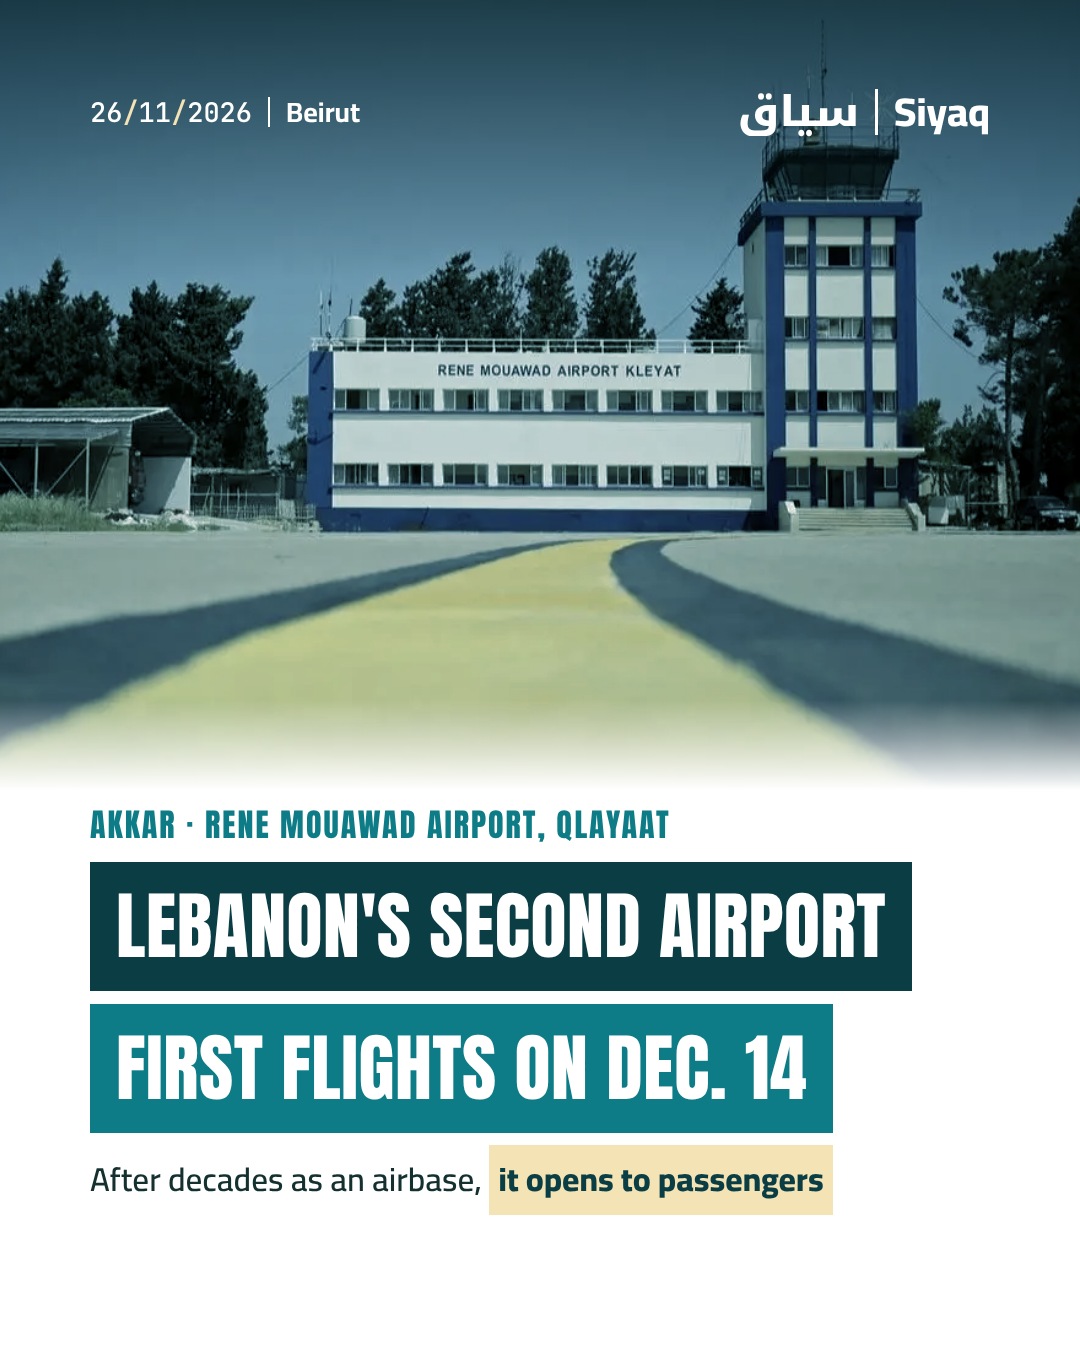 26/11/2026 | Beirut
سياق | Siyaq
RENE MOUAWAD AIRPORT KLEYAT
AKKAR · RENE MOUAWAD AIRPORT, QLAYAAT
LEBANON'S SECOND AIRPORT
FIRST FLIGHTS ON DEC. 14
After decades as an airbase, it opens to passengers